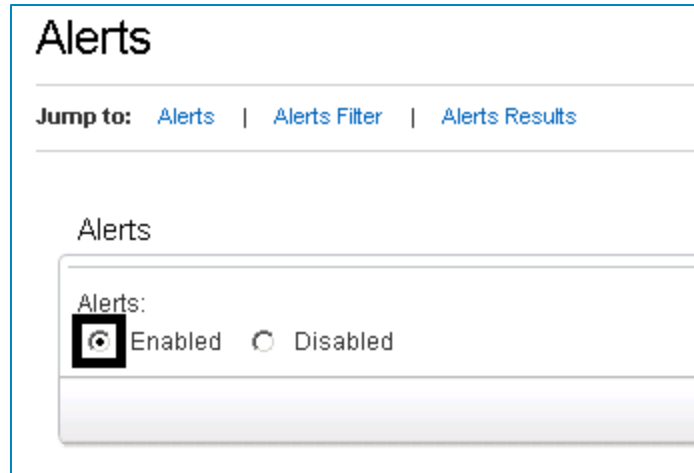 Alerts
Jump to: Alerts | Alerts Filter | Alerts Results
Alerts
Alerts:
Enabled Disabled